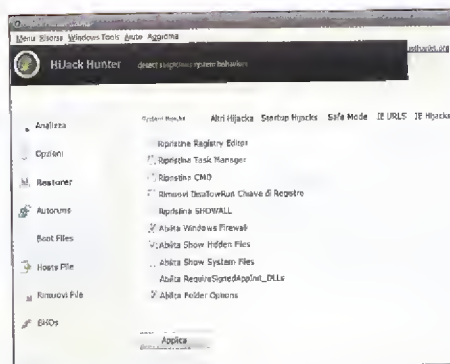 Menu Risorse Windows Tools Aiuto Aggiorna
HiJack Hunter
detect suspicious system behaviors
Altri Hijacks Startup Hijacks Safe Mode IE URLS IE Hijacks
Analizza
Opzioni
Restorer
Autoruns
Boot Files
Hosts File
Rimuovi File
BHOs
Ripristina Registry Editor
Ripristina Task Manager
Ripristina CMD
Rimuovi DisallowRun Chiave di Registro
Ripristina SHOWALL
Abilita Windows Firewall
Abilita Show Hidden Files
Abilita Show System Files
Abilita RequireSignedAppInit_DLLs
Abilita Folder Options
Applica